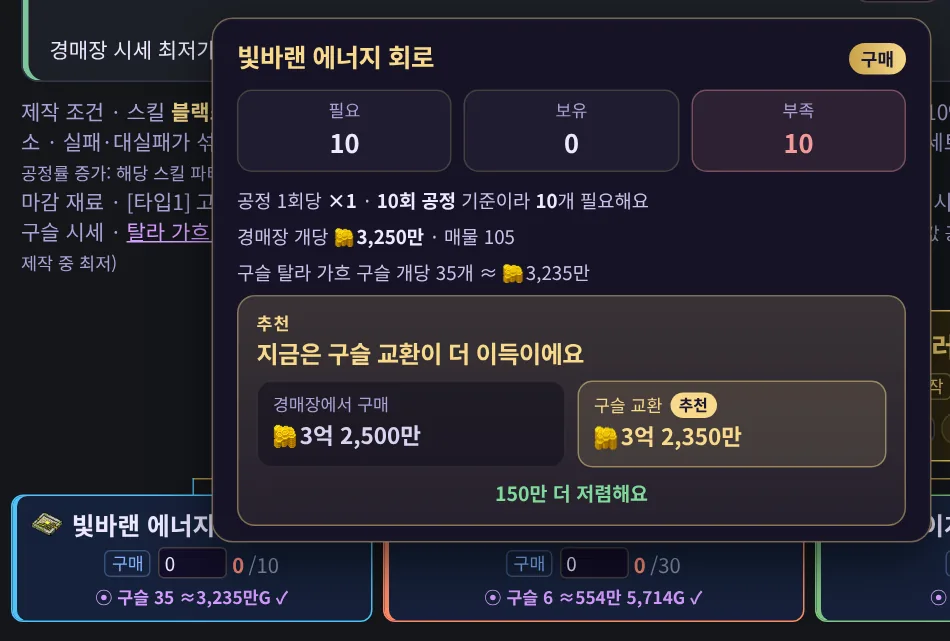 경매장 시세 최저가
빛바랜 에너지 회로
구매
필요
보유
부족
10
0
10
공정 1회당 ×1 · 10회 공정 기준이라 10개 필요해요
경매장 개당 3,250만 · 매물 105
구슬 탈라 가흐 구슬 개당 35개 ≈ 3,235만
추천
지금은 구슬 교환이 더 이득이에요
경매장에서 구매
3억 2,500만
구슬 교환 추천
3억 2,350만
150만 더 저렴해요
제작 조건 · 스킬 블랙
소 · 실패·대실패가 섞
공정률 증가: 해당 스킬 파
마감 재료 · [타입1] 고
구슬 시세 · 탈라 가흐
제작 중 최저)
빛바랜 에너지
구매 0 0 /10
구슬 35 ≈3,235만G ✓
구매 0 0 /30
구슬 6 ≈554만 5,714G ✓